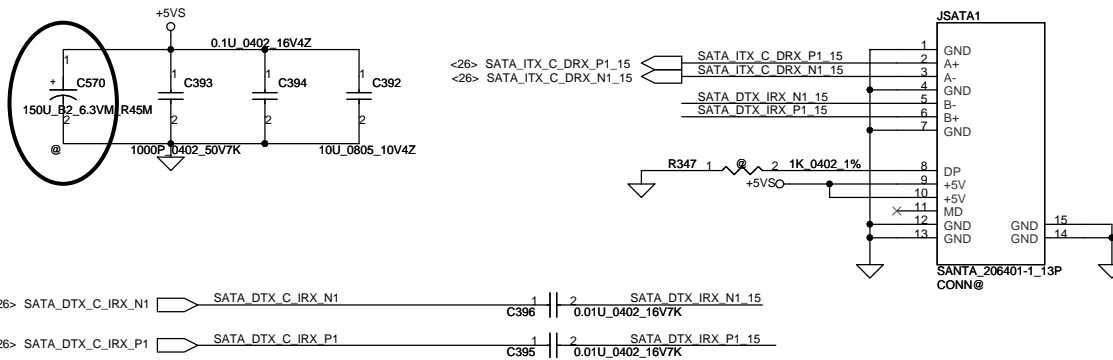 +5VS
0.1U_0402_16V4Z
1 1 1 1
+ C570 C393 C394 C392
150U_B2_6.3VM_R45M
2 2 2 2
@ 1000P_0402_50V7K 10U_0805_10V4Z
JSATA1
1 GND
<26> SATA_ITX_C_DRX_P1_15 SATA_ITX_C_DRX_P1_15 2 A+
<26> SATA_ITX_C_DRX_N1_15 SATA_ITX_C_DRX_N1_15 3 A-
4 GND
SATA_DTX_IRX_N1_15 5 B-
SATA_DTX_IRX_P1_15 6 B+
7 GND
R347 1 @ 2 1K_0402_1% 8 DP
+5VS 9 +5V
10 +5V
11 MD
12 GND GND 15
13 GND GND 14
SANTA_206401-1_13P
CONN@
26> SATA_DTX_C_IRX_N1 SATA_DTX_C_IRX_N1 1 2 SATA_DTX_IRX_N1_15
C396 0.01U_0402_16V7K
26> SATA_DTX_C_IRX_P1 SATA_DTX_C_IRX_P1 1 2 SATA_DTX_IRX_P1_15
C395 0.01U_0402_16V7K